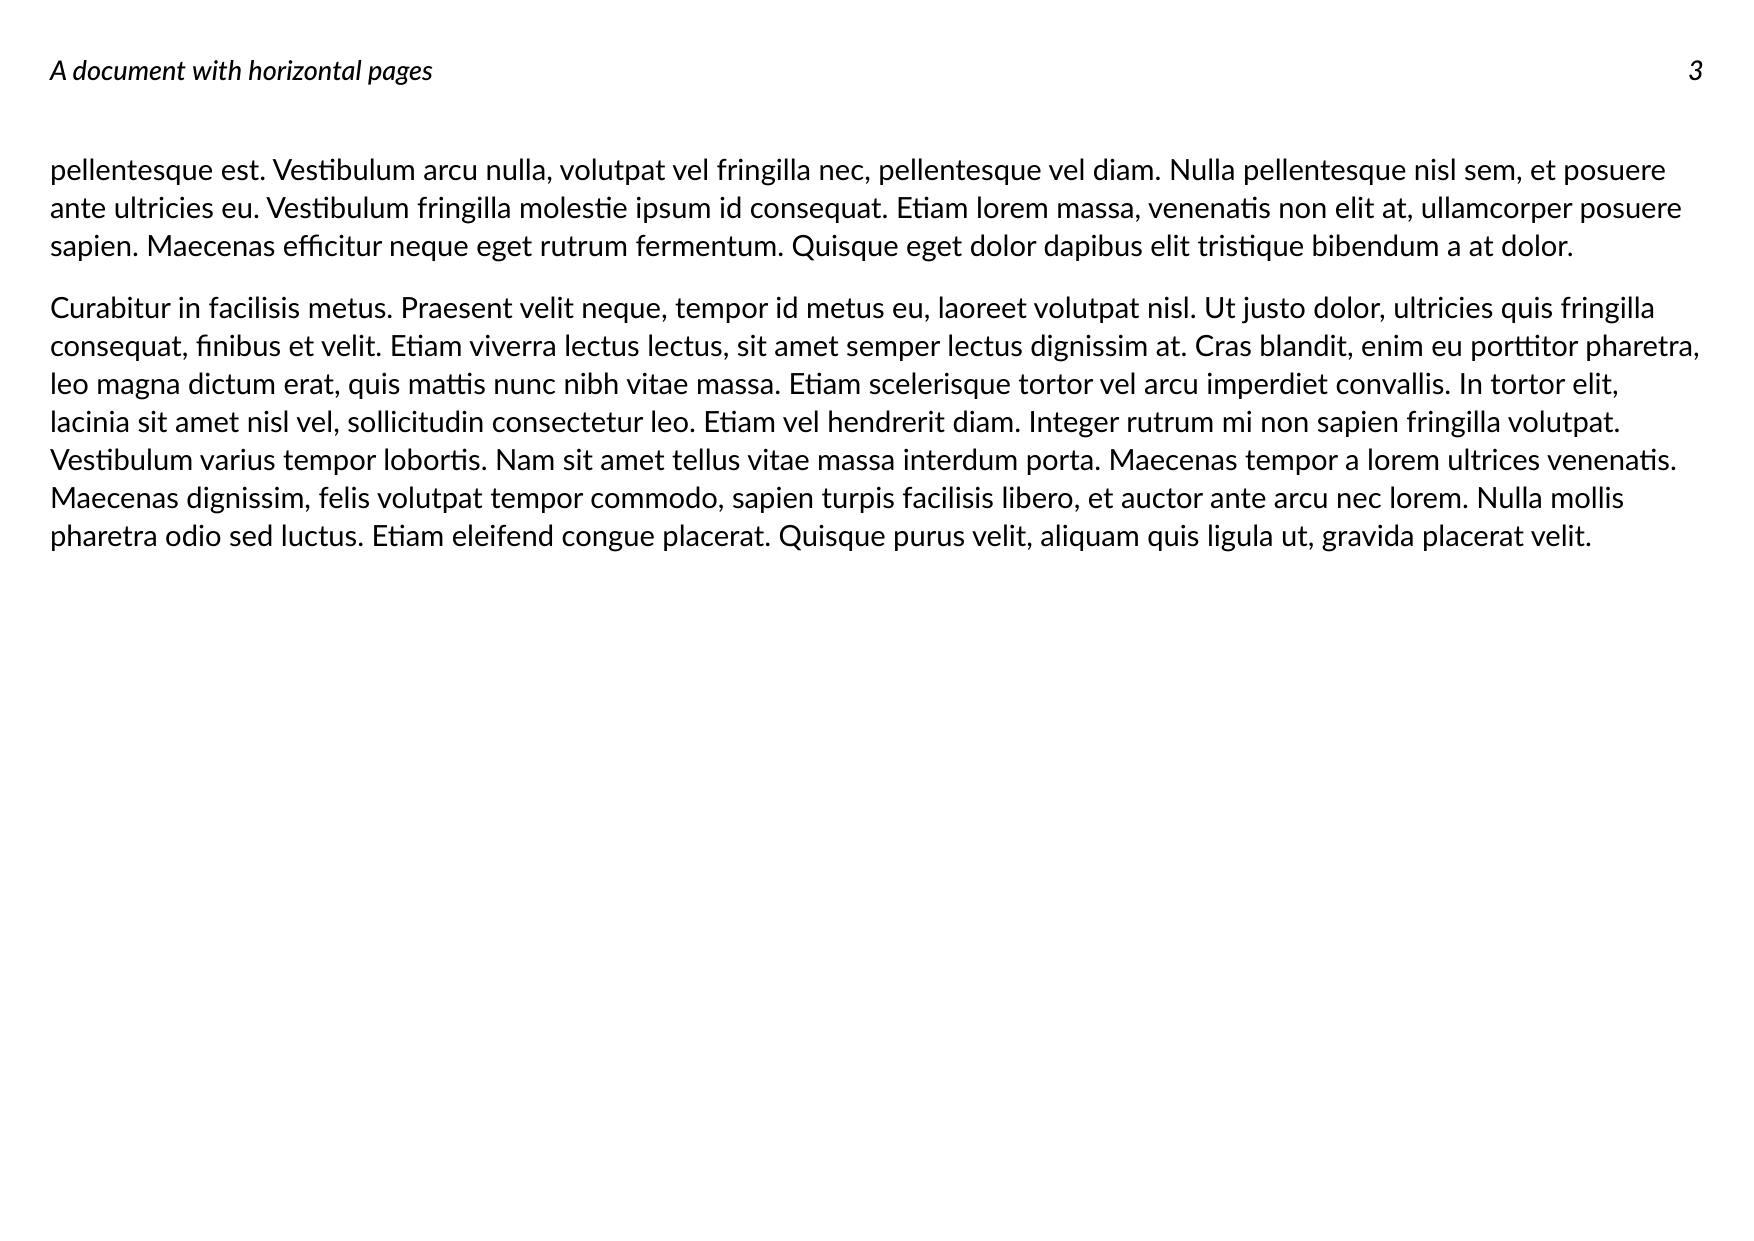 A document with horizontal pages 3
pellentesque est. Vestibulum arcu nulla, volutpat vel fringilla nec, pellentesque vel diam. Nulla pellentesque nisl sem, et posuere
ante ultricies eu. Vestibulum fringilla molestie ipsum id consequat. Etiam lorem massa, venenatis non elit at, ullamcorper posuere
sapien. Maecenas efficitur neque eget rutrum fermentum. Quisque eget dolor dapibus elit tristique bibendum a at dolor.
Curabitur in facilisis metus. Praesent velit neque, tempor id metus eu, laoreet volutpat nisl. Ut justo dolor, ultricies quis fringilla
consequat, finibus et velit. Etiam viverra lectus lectus, sit amet semper lectus dignissim at. Cras blandit, enim eu porttitor pharetra,
leo magna dictum erat, quis mattis nunc nibh vitae massa. Etiam scelerisque tortor vel arcu imperdiet convallis. In tortor elit,
lacinia sit amet nisl vel, sollicitudin consectetur leo. Etiam vel hendrerit diam. Integer rutrum mi non sapien fringilla volutpat.
Vestibulum varius tempor lobortis. Nam sit amet tellus vitae massa interdum porta. Maecenas tempor a lorem ultrices venenatis.
Maecenas dignissim, felis volutpat tempor commodo, sapien turpis facilisis libero, et auctor ante arcu nec lorem. Nulla mollis
pharetra odio sed luctus. Etiam eleifend congue placerat. Quisque purus velit, aliquam quis ligula ut, gravida placerat velit.